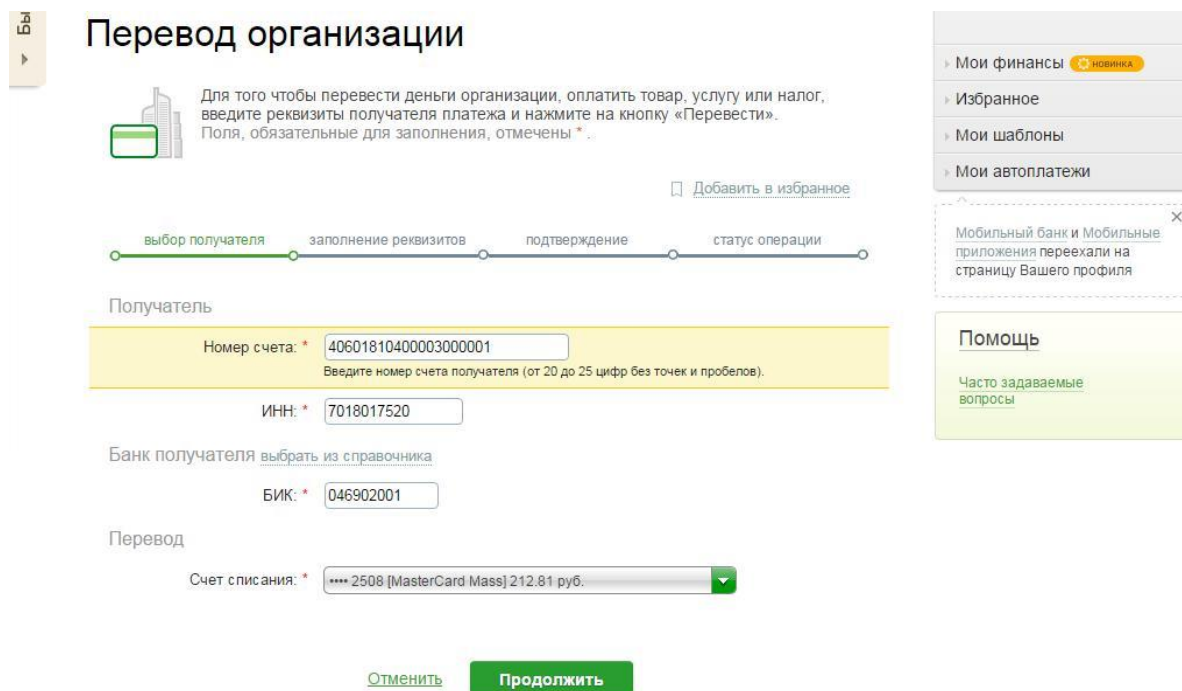 Бы
Перевод организации
Для того чтобы перевести деньги организации, оплатить товар, услугу или налог,
введите реквизиты получателя платежа и нажмите на кнопку «Перевести».
Поля, обязательные для заполнения, отмечены * .
Добавить в избранное
выбор получателя заполнение реквизитов подтверждение статус операции
Получатель
Номер счета: * 40601810400003000001
Введите номер счета получателя (от 20 до 25 цифр без точек и пробелов).
ИНН: * 7018017520
Банк получателя выбрать из справочника
БИК: * 046902001
Перевод
Счет списания: * •••• 2508 [MasterCard Mass] 212.81 руб.
Отменить Продолжить
Мои финансы НОВИНКА
Избранное
Мои шаблоны
Мои автоплатежи
Мобильный банк и Мобильные
приложения переехали на
страницу Вашего профиля
Помощь
Часто задаваемые
вопросы